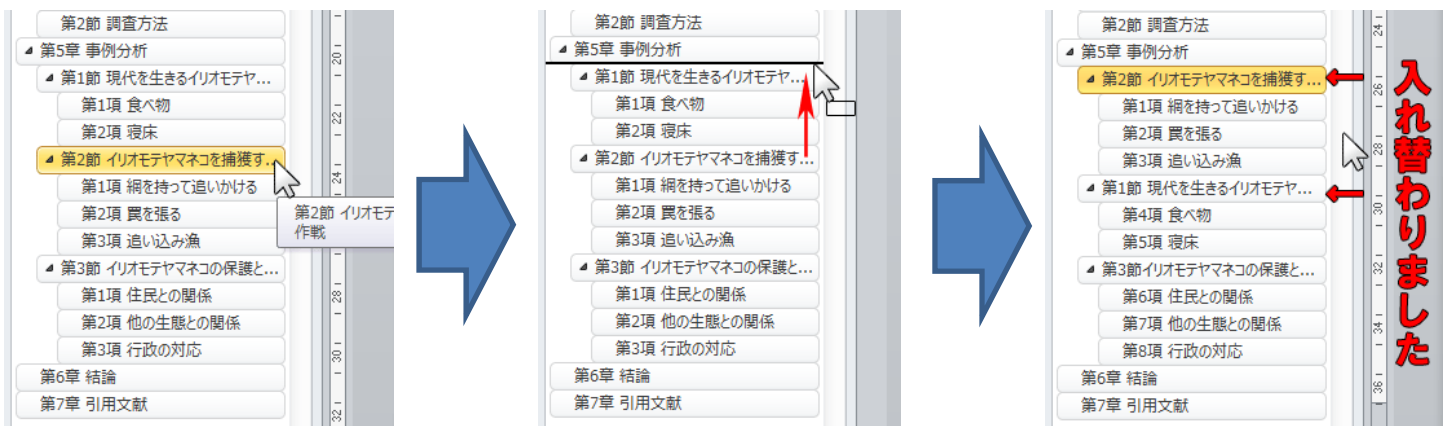 第2節 調査方法
第5章 事例分析
第1節 現代を生きるイリオモテヤ...
第1項 食べ物
第2項 寝床
第2節 イリオモテヤマネコを捕獲す...
第1項 網を持って追いかける
第2項 罠を張る
第3項 追い込み漁
第3節 イリオモテヤマネコの保護と...
第1項 住民との関係
第2項 他の生態との関係
第3項 行政の対応
第6章 結論
第7章 引用文献
第2節 イリオモテ
作戦
20
22
24
28
30
32
第2節 調査方法
第5章 事例分析
第1節 現代を生きるイリオモテヤ...
第1項 食べ物
第2項 寝床
第2節 イリオモテヤマネコを捕獲す...
第1項 網を持って追いかける
第2項 罠を張る
第3項 追い込み漁
第3節 イリオモテヤマネコの保護と...
第1項 住民との関係
第2項 他の生態との関係
第3項 行政の対応
第6章 結論
第7章 引用文献
第2節 調査方法
第5章 事例分析
第2節 イリオモテヤマネコを捕獲す...
第1項 網を持って追いかける
第2項 罠を張る
第3項 追い込み漁
第1節 現代を生きるイリオモテヤ...
第4項 食べ物
第5項 寝床
第3節イリオモテヤマネコの保護と...
第6項 住民との関係
第7項 他の生態との関係
第8項 行政の対応
第6章 結論
第7章 引用文献
24
26
28
30
32
34
36
入れ替わりました